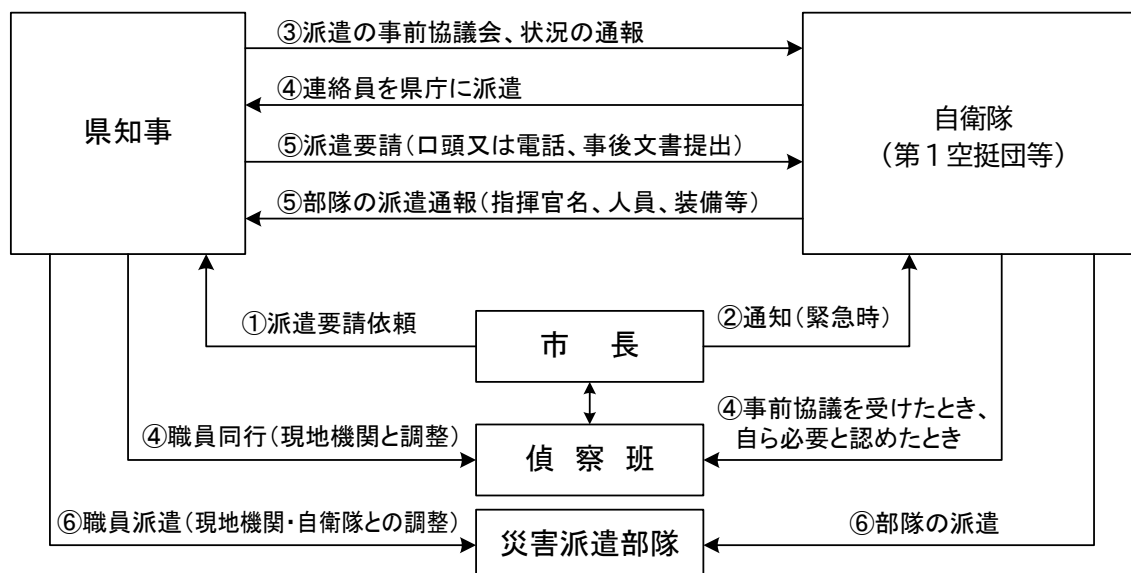 ③派遣の事前協議会、状況の通報
④連絡員を県庁に派遣
県知事
自衛隊
（第１空挺団等）
⑤派遣要請（口頭又は電話、事後文書提出）
⑤部隊の派遣通報（指揮官名、人員、装備等）
①派遣要請依頼
市　長
②通知（緊急時）
④職員同行（現地機関と調整）
偵 察 班
④事前協議を受けたとき、
自ら必要と認めたとき
⑥職員派遣（現地機関・自衛隊との調整）
災害派遣部隊
⑥部隊の派遣